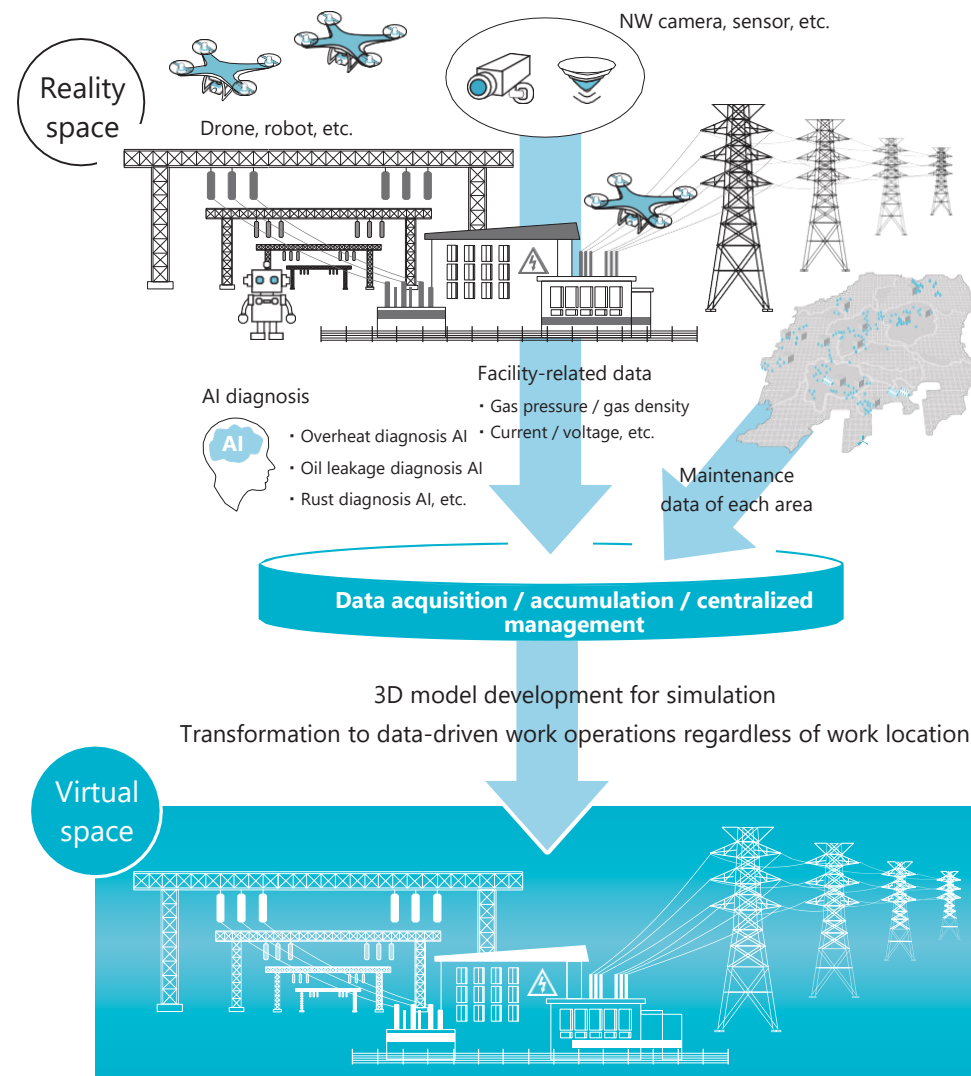 NW camera, sensor, etc.
Reality
space
Drone, robot, etc.
Facility-related data
・Gas pressure / gas density
・Current / voltage, etc.
AI diagnosis
AI
・Overheat diagnosis AI
・Oil leakage diagnosis AI
・Rust diagnosis AI, etc.
Maintenance
data of each area
Data acquisition / accumulation / centralized
management
3D model development for simulation
Transformation to data-driven work operations regardless of work location
Virtual
space